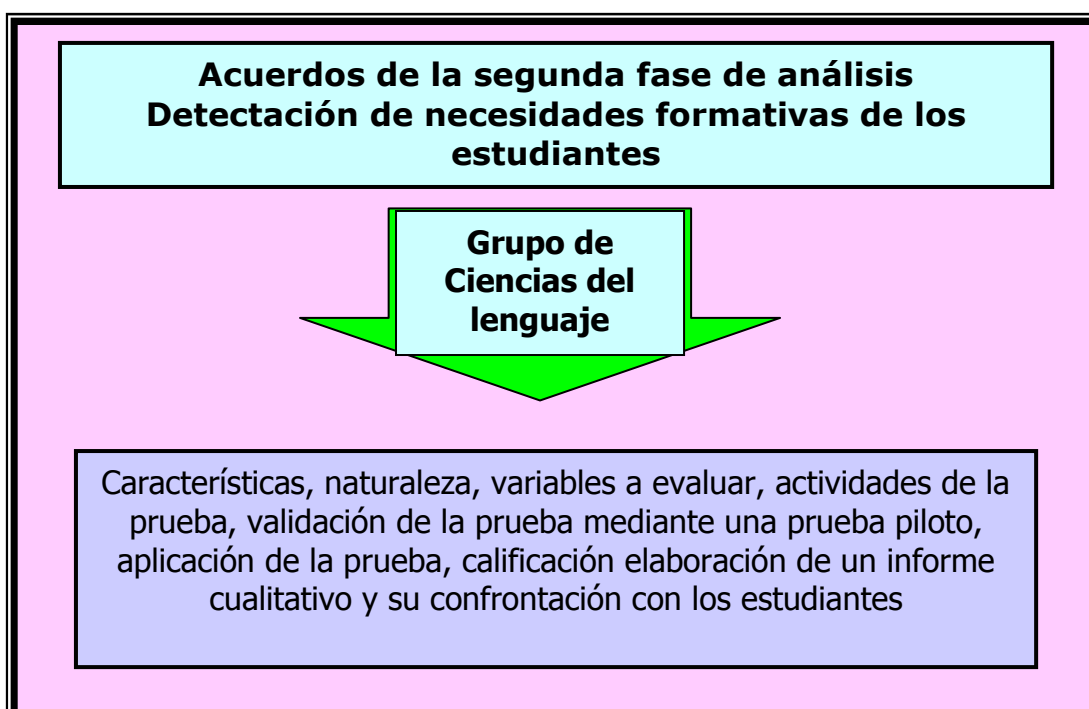 Acuerdos de la segunda fase de análisis
Detectación de necesidades formativas de los
estudiantes
Grupo de
Ciencias del
lenguaje
Características, naturaleza, variables a evaluar, actividades de la
prueba, validación de la prueba mediante una prueba piloto,
aplicación de la prueba, calificación elaboración de un informe
cualitativo y su confrontación con los estudiantes